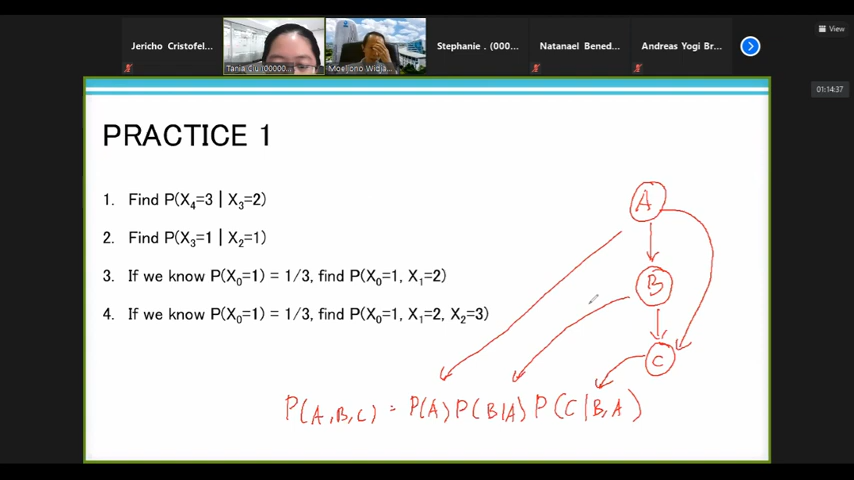 Jericho Cristofel...
Stephanie . (000...
Natanael Bened...
Andreas Yogi Br...
View
Tania Ciu (00000...
Moeljono Widja...
01:14:37
PRACTICE 1
1. Find P(X₄=3 | X₃=2)
2. Find P(X₃=1 | X₂=1)
3. If we know P(X₀=1) = 1/3, find P(X₀=1, X₁=2)
4. If we know P(X₀=1) = 1/3, find P(X₀=1, X₁=2, X₂=3)
A
B
C
P(A,B,C) = P(A) P(B|A) P(C|B,A)